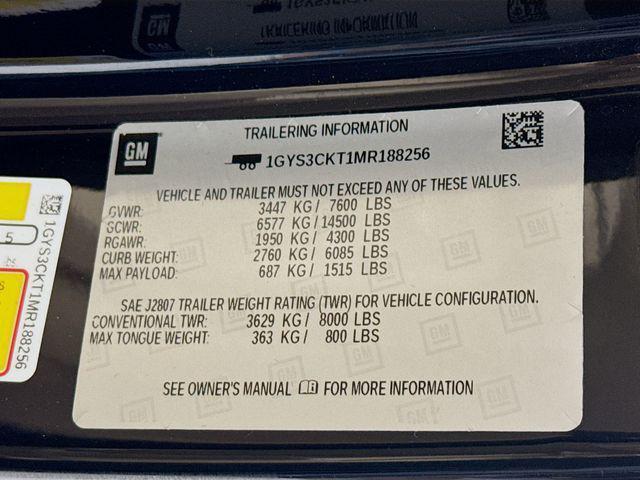 GM
TRAILERING INFORMATION
1GYS3CKT1MR188256
VEHICLE AND TRAILER MUST NOT EXCEED ANY OF THESE VALUES.
GVWR: 3447 KG / 7600 LBS
GCWR: 6577 KG / 14500 LBS
RGAWR: 1950 KG / 4300 LBS
CURB WEIGHT: 2760 KG / 6085 LBS
MAX PAYLOAD: 687 KG / 1515 LBS
SAE J2807 TRAILER WEIGHT RATING (TWR) FOR VEHICLE CONFIGURATION.
CONVENTIONAL TWR: 3629 KG / 8000 LBS
MAX TONGUE WEIGHT: 363 KG / 800 LBS
SEE OWNER'S MANUAL FOR MORE INFORMATION
1GYS3CKT1MR188256
5